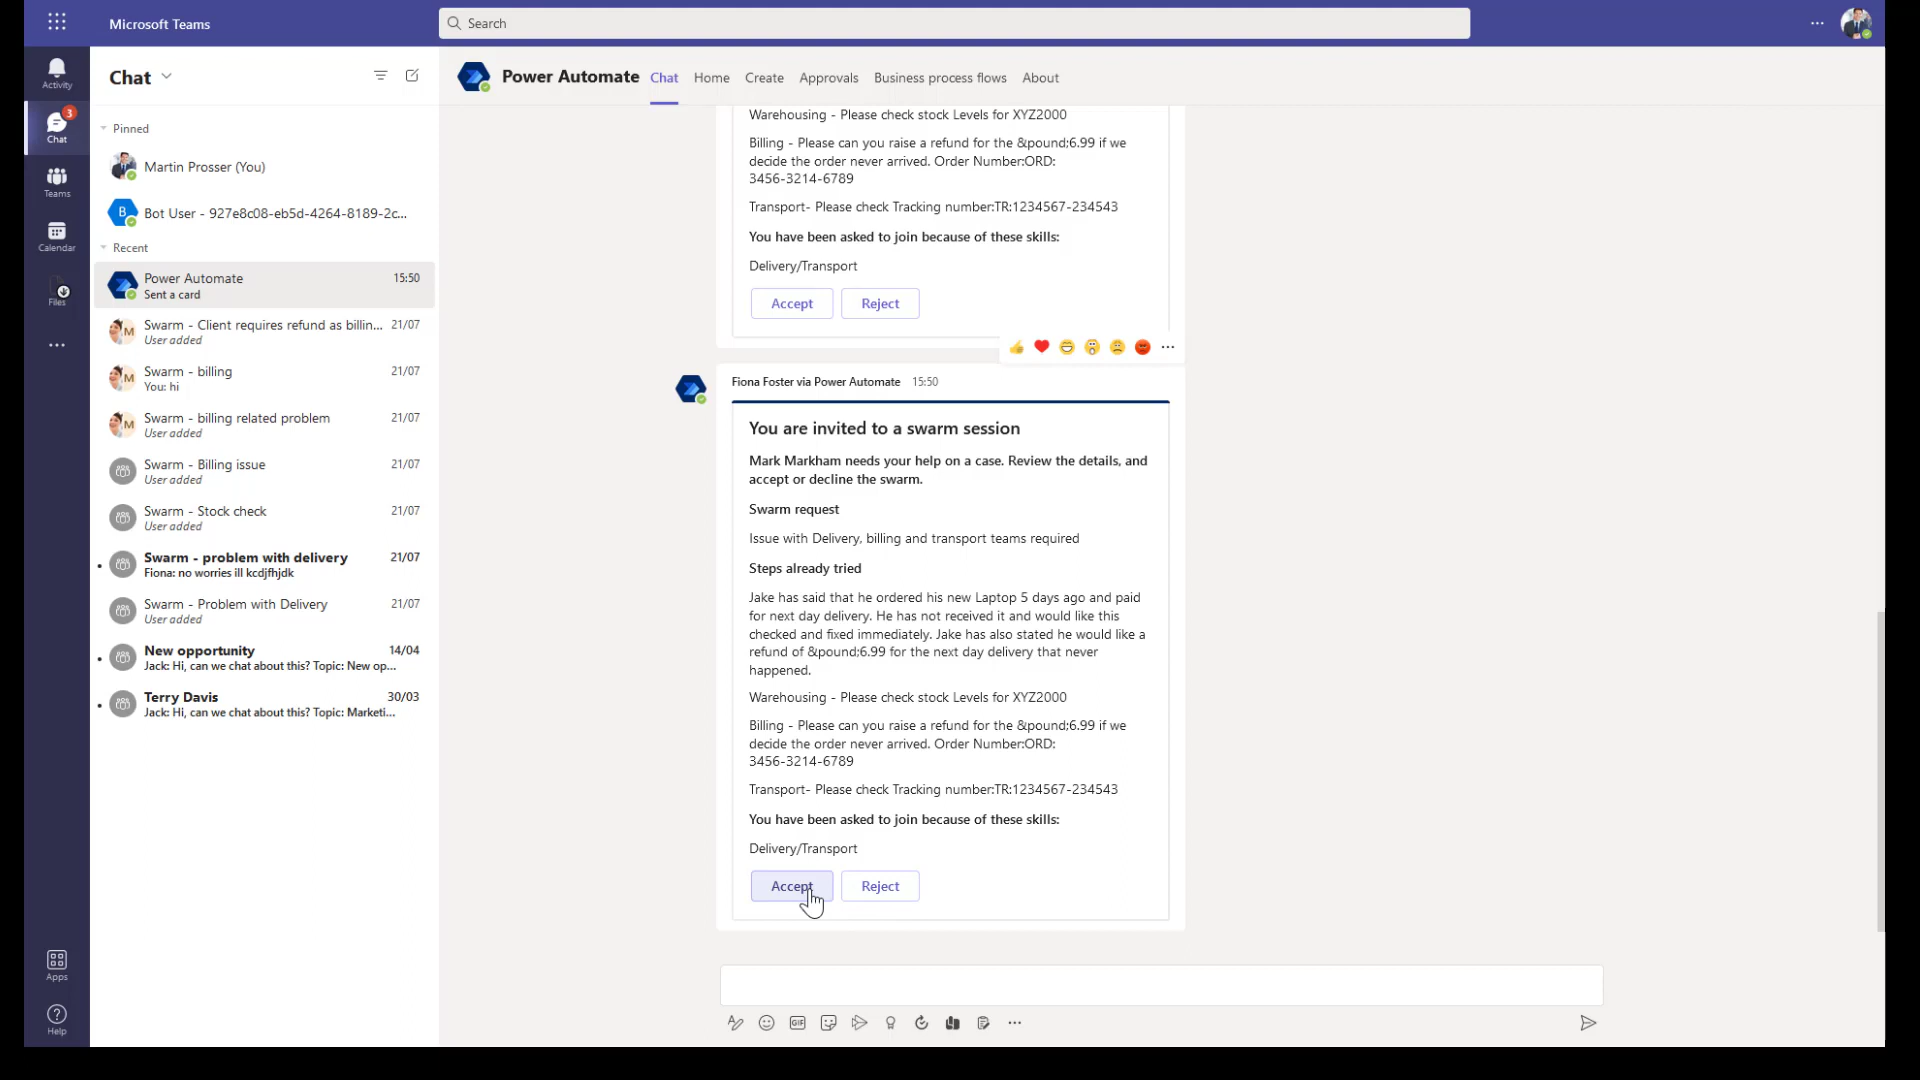 Microsoft Teams
Search
Activity
Chat
3
Teams
Calendar
Files
Apps
Help
Chat
Pinned
Martin Prosser (You)
B
Bot User - 927e8c08-eb5d-4264-8189-2c...
Recent
Power Automate 15:50
Sent a card
M
Swarm - Client requires refund as billin... 21/07
User added
M
Swarm - billing 21/07
You: hi
M
Swarm - billing related problem 21/07
User added
Swarm - Billing issue 21/07
User added
Swarm - Stock check 21/07
User added
Swarm - problem with delivery 21/07
Fiona: no worries ill kcdjfhjdk
Swarm - Problem with Delivery 21/07
User added
New opportunity 14/04
Jack: Hi, can we chat about this? Topic: New op...
Terry Davis 30/03
Jack: Hi, can we chat about this? Topic: Marketi...
Power Automate Chat Home Create Approvals Business process flows About
Warehousing - Please check stock Levels for XYZ2000
Billing - Please can you raise a refund for the &pound;6.99 if we
decide the order never arrived. Order Number:ORD:
3456-3214-6789
Transport- Please check Tracking number:TR:1234567-234543
You have been asked to join because of these skills:
Delivery/Transport
Accept Reject
Fiona Foster via Power Automate 15:50
You are invited to a swarm session
Mark Markham needs your help on a case. Review the details, and
accept or decline the swarm.
Swarm request
Issue with Delivery, billing and transport teams required
Steps already tried
Jake has said that he ordered his new Laptop 5 days ago and paid
for next day delivery. He has not received it and would like this
checked and fixed immediately. Jake has also stated he would like a
refund of &pound;6.99 for the next day delivery that never
happened.
Warehousing - Please check stock Levels for XYZ2000
Billing - Please can you raise a refund for the &pound;6.99 if we
decide the order never arrived. Order Number:ORD:
3456-3214-6789
Transport- Please check Tracking number:TR:1234567-234543
You have been asked to join because of these skills:
Delivery/Transport
Accept Reject
GIF